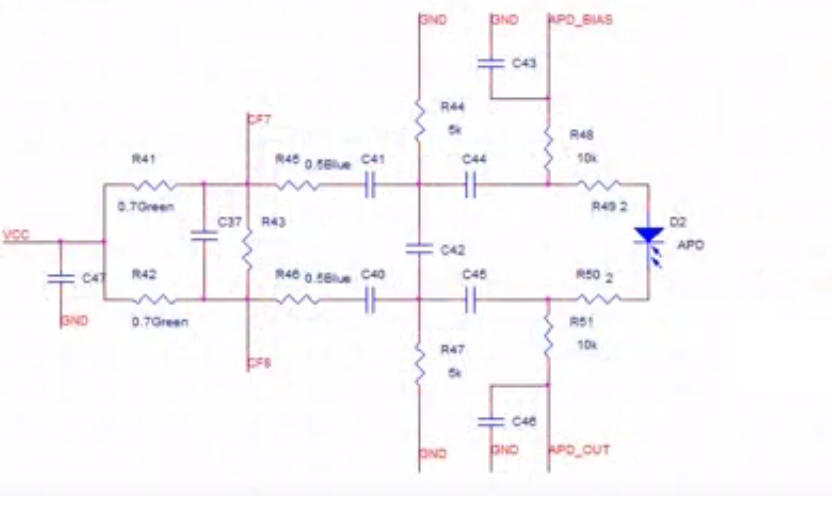 GND
GND
APD_BIAS
C43
R44
5k
CF7
R48
10k
R41
R45 0.5Blue C41
C44
0.7Green
C37
R43
R49 2
D2
APD
VCC
C42
C47
R42
R46 0.5Blue C40
C45
R50 2
GND
0.7Green
R51
10k
R47
5k
CF8
C46
GND
GND
APD_OUT